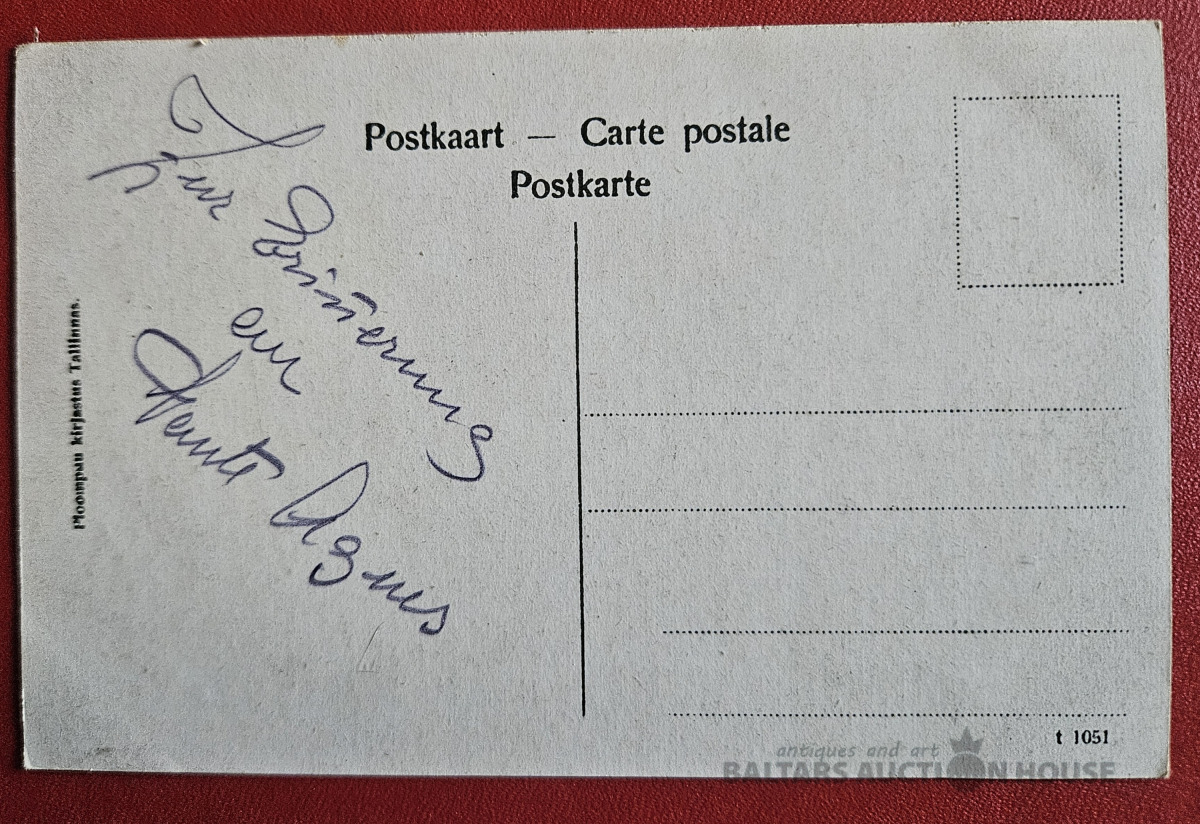 Postkaart — Carte postale
Postkarte
Zur
Erinnerung
an
Tante Agnes
Ploompuu kirjastus Tallinnas.
t 1051
antiques and art
BALTARS AUCTION HOUSE